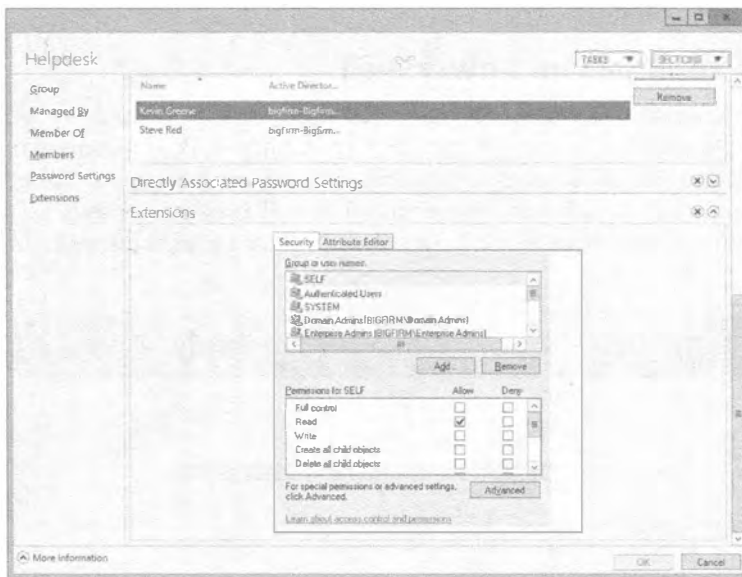 Helpdesk
TASKS
SECTIONS
Group
Managed By
Member Of
Members
Password Settings
Extensions
Name Active Director...
Kevin Greene bigfirm-Bigfirm...
Steve Red bigfirm-Bigfirm...
Remove
Directly Associated Password Settings
Extensions
Security Attribute Editor
Group or user names:
SELF
Authenticated Users
SYSTEM
Domain Admins (BIGFIRM\Domain Admins)
Enterprise Admins (BIGFIRM\Enterprise Admins)
Add... Remove
Permissions for SELF Allow Deny
Full control
Read
Write
Create all child objects
Delete all child objects
For special permissions or advanced settings,
click Advanced.
Advanced
Learn about access control and permissions
More Information
OK Cancel